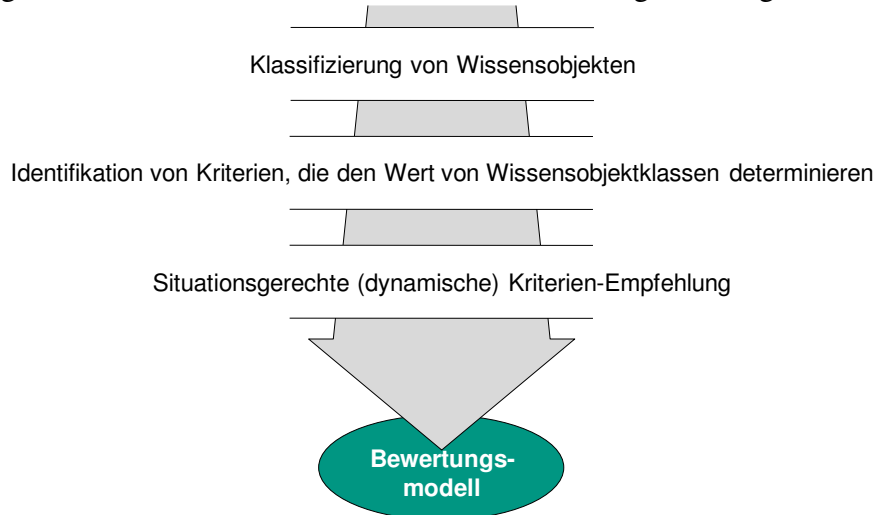 Klassifizierung von Wissensobjekten
Identifikation von Kriterien, die den Wert von Wissensobjektklassen determinieren
Situationsgerechte (dynamische) Kriterien-Empfehlung
Bewertungs-
modell